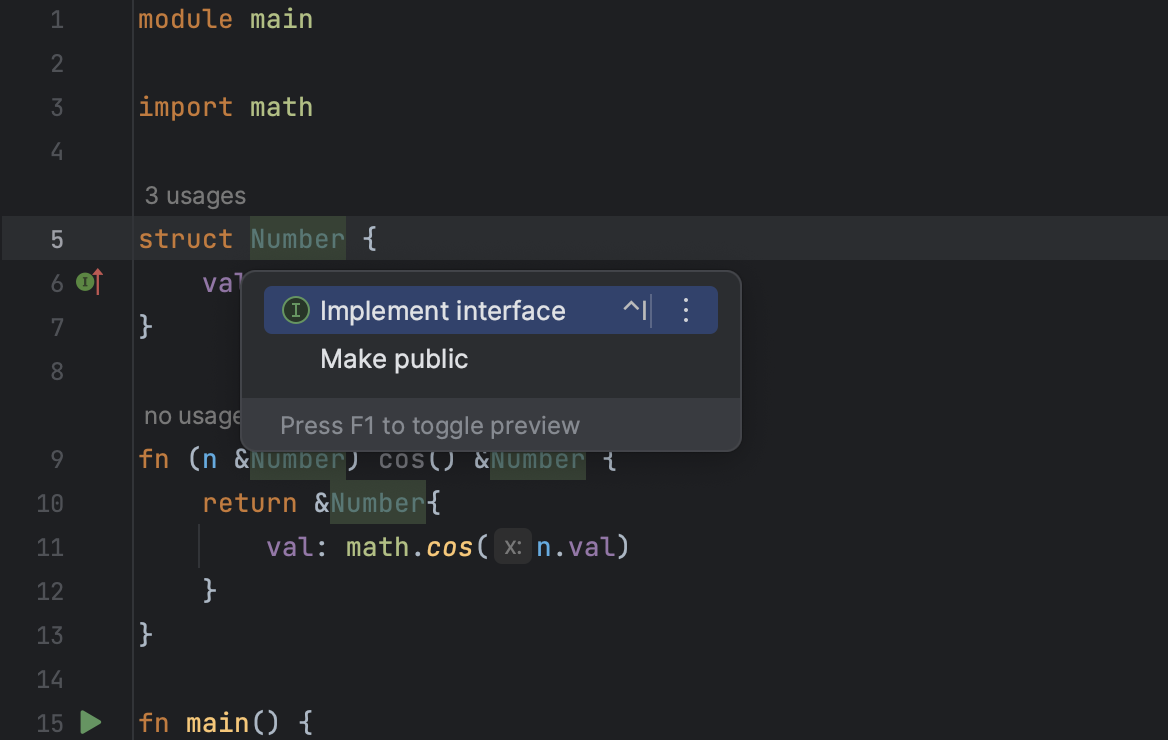 1 module main
2
3 import math
4
3 usages
5 struct Number {
6 I val
I Implement interface ^I
7 }
Make public
8
no usage
Press F1 to toggle preview
9 fn (n &Number) cos() &Number {
10 return &Number{
11 val: math.cos( x: n.val)
12 }
13 }
14
15 fn main() {